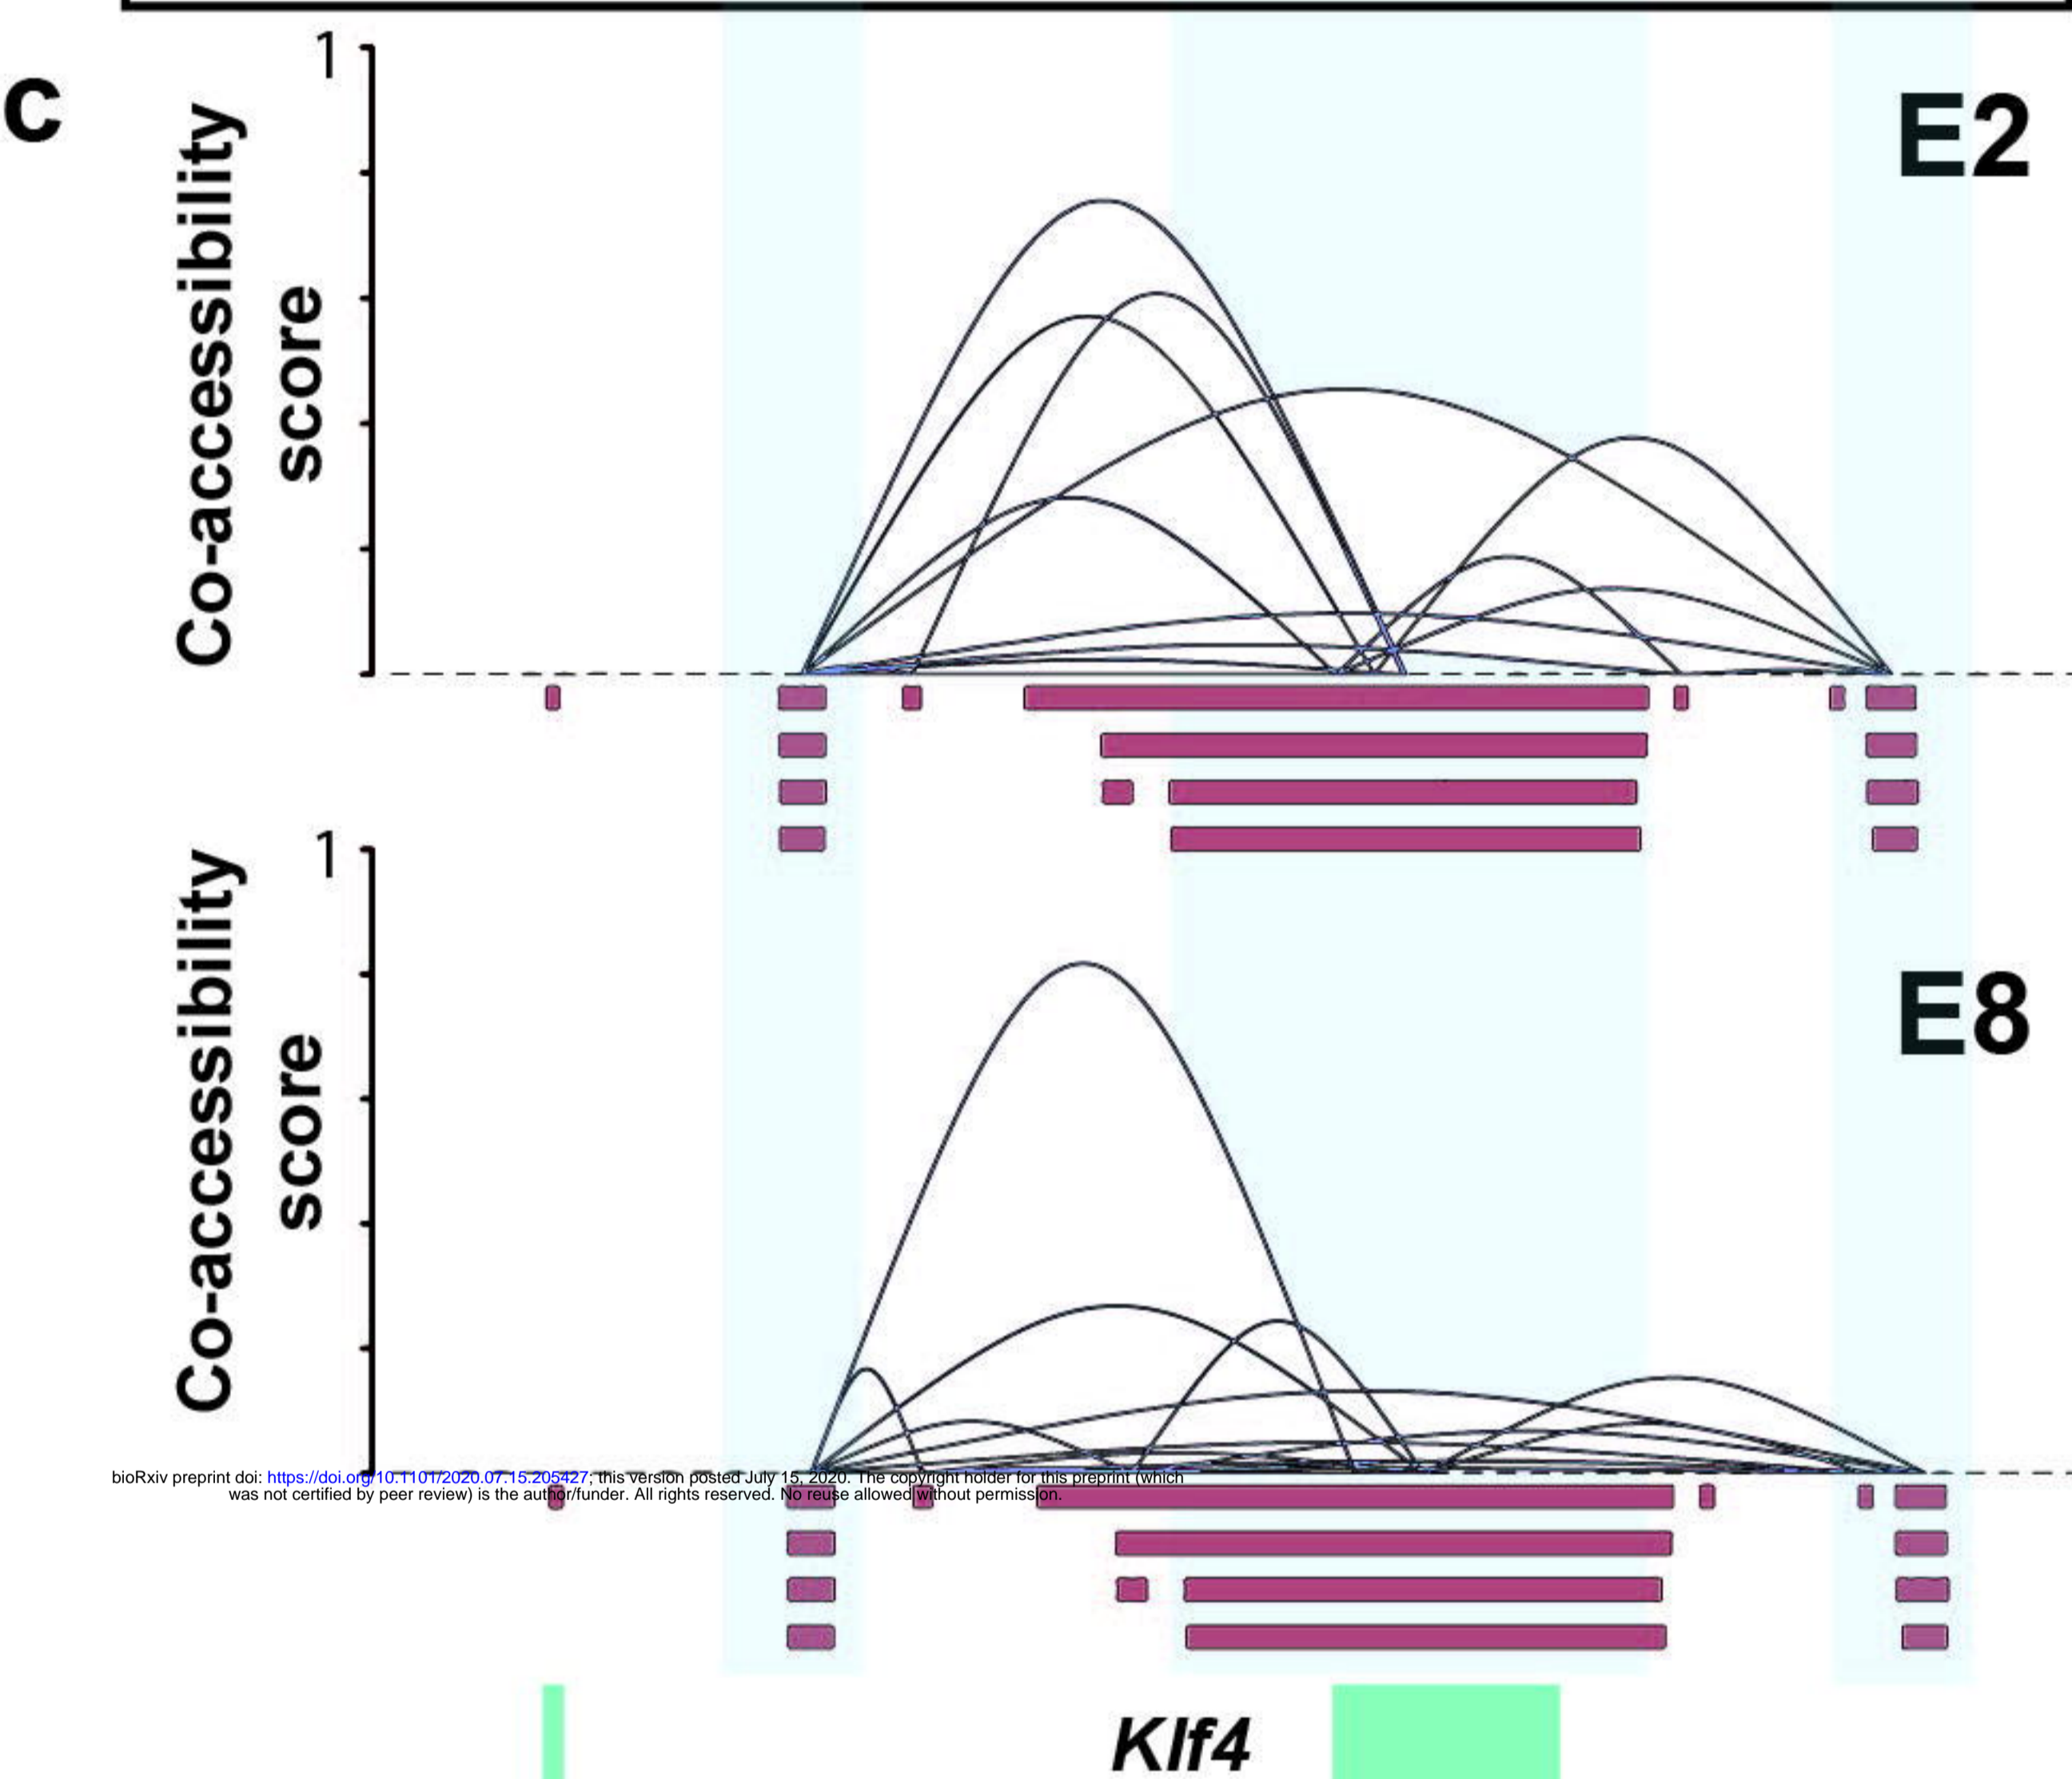 C
1
E2
Co-accessibility
score
1
E8
Co-accessibility
score
bioRxiv preprint doi: https://doi.org/10.1101/2020.07.15.205427; this version posted July 15, 2020. The copyright holder for this preprint (which
was not certified by peer review) is the author/funder. All rights reserved. No reuse allowed without permission.
Klf4